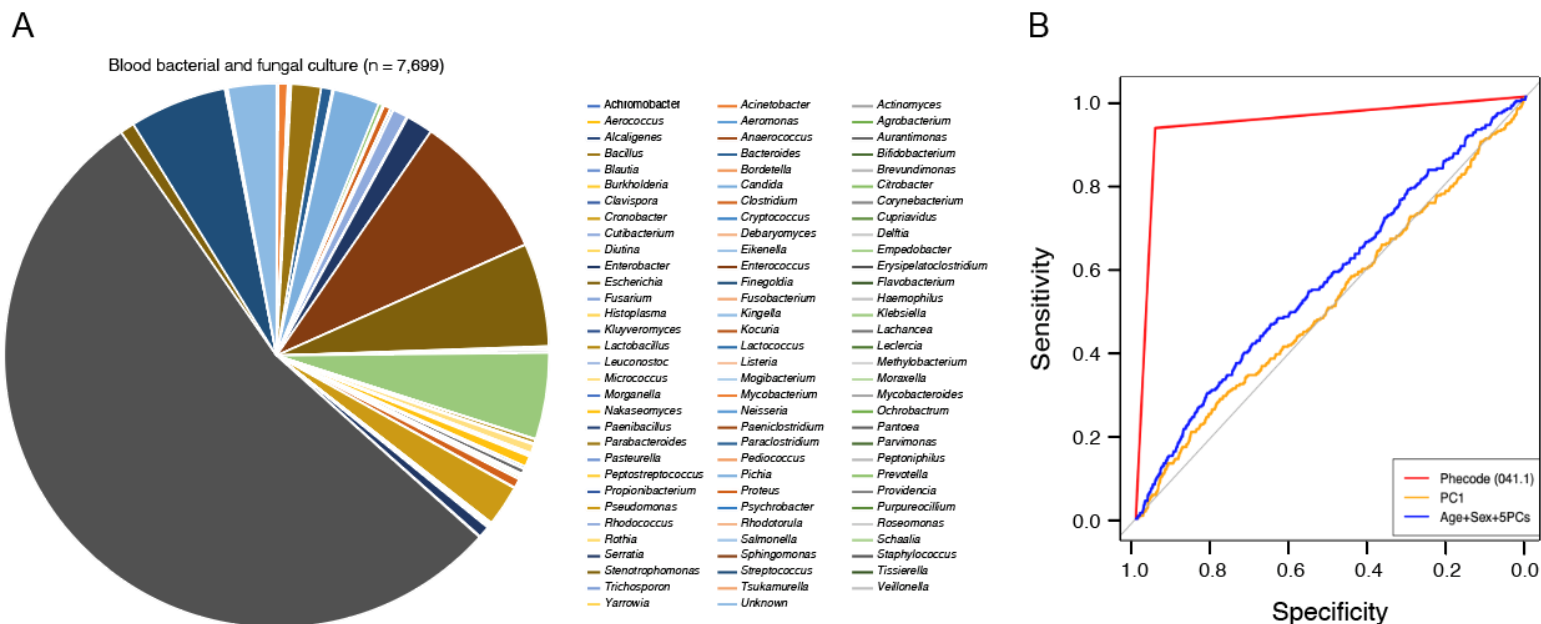 A
B
Blood bacterial and fungal culture (n = 7,699)
Achromobacter Acinetobacter Actinomyces
Aerococcus Aeromonas Agrobacterium
Alcaligenes Anaerococcus Aurantimonas
Bacillus Bacteroides Bifidobacterium
Blautia Bordetella Brevundimonas
Burkholderia Candida Citrobacter
Clavispora Clostridium Corynebacterium
Cronobacter Cryptococcus Cupriavidus
Cutibacterium Debaryomyces Delftia
Diutina Eikenella Empedobacter
Enterobacter Enterococcus Erysipelatoclostridium
Escherichia Finegoldia Flavobacterium
Fusarium Fusobacterium Haemophilus
Histoplasma Kingella Klebsiella
Kluyveromyces Kocuria Lachancea
Lactobacillus Lactococcus Leclercia
Leuconostoc Listeria Methylobacterium
Micrococcus Mogibacterium Moraxella
Morganella Mycobacterium Mycobacteroides
Nakaseomyces Neisseria Ochrobactrum
Paenibacillus Paeniclostridium Pantoea
Parabacteroides Paraclostridium Parvimonas
Pasteurella Pediococcus Peptoniphilus
Peptostreptococcus Pichia Prevotella
Propionibacterium Proteus Providencia
Pseudomonas Psychrobacter Purpureocillium
Rhodococcus Rhodotorula Roseomonas
Rothia Salmonella Schaalia
Serratia Sphingomonas Staphylococcus
Stenotrophomonas Streptococcus Tissierella
Trichosporon Tsukamurella Veillonella
Yarrowia Unknown
Sensitivity
1.0
0.8
0.6
0.4
0.2
0.0
Phecode (041.1)
PC1
Age+Sex+5PCs
1.0 0.8 0.6 0.4 0.2 0.0
Specificity